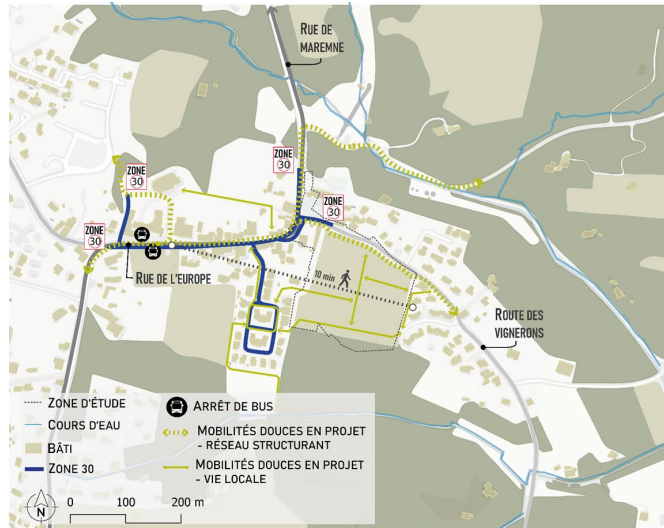 RUE DE
MAREMNE
ZONE
30
ZONE
30
ZONE
30
ZONE
30
RUE DE L'EUROPE
10 min
ROUTE DES
VIGNERONS
ZONE D'ÉTUDE
COURS D'EAU
BÂTI
ZONE 30
ARRÊT DE BUS
MOBILITÉS DOUCES EN PROJET
- RÉSEAU STRUCTURANT
MOBILITÉS DOUCES EN PROJET
- VIE LOCALE
N
0 100 200 m